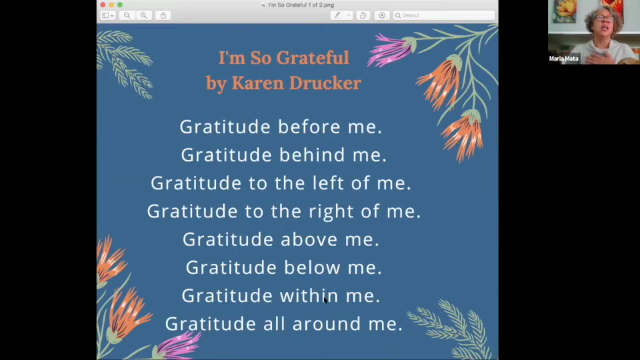 I'm So Grateful 1 of 2.png
Search
I'm So Grateful
by Karen Drucker
Gratitude before me.
Gratitude behind me.
Gratitude to the left of me.
Gratitude to the right of me.
Gratitude above me.
Gratitude below me.
Gratitude within me.
Gratitude all around me.
Maria Mata